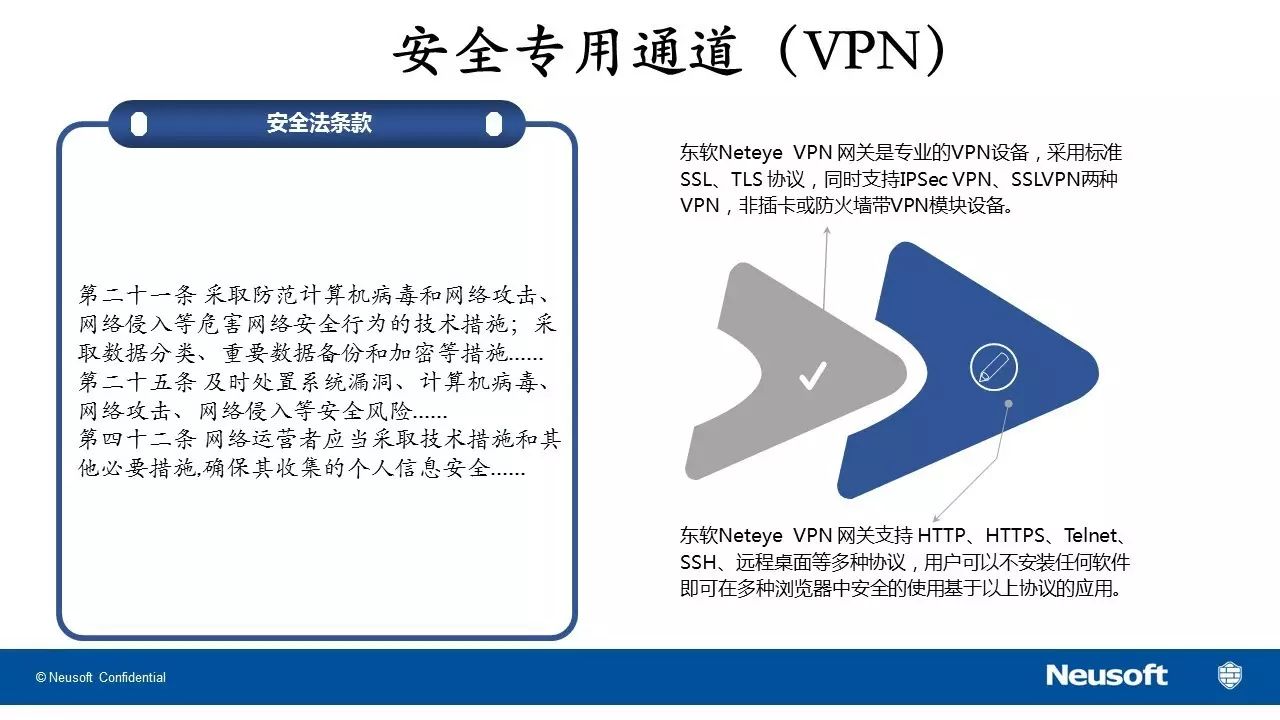 安全专用通道（VPN）
安全法条款
第二十一条 采取防范计算机病毒和网络攻击、
网络侵入等危害网络安全行为的技术措施；采
取数据分类、重要数据备份和加密等措施......
第二十五条 及时处置系统漏洞、计算机病毒、
网络攻击、网络侵入等安全风险......
第四十二条 网络运营者应当采取技术措施和其
他必要措施,确保其收集的个人信息安全......
东软Neteye VPN 网关是专业的VPN设备，采用标准
SSL、TLS 协议，同时支持IPSec VPN、SSLVPN两种
VPN，非插卡或防火墙带VPN模块设备。
东软Neteye VPN 网关支持 HTTP、HTTPS、Telnet、
SSH、远程桌面等多种协议，用户可以不安装任何软件
即可在多种浏览器中安全的使用基于以上协议的应用。
© Neusoft Confidential
Neusoft